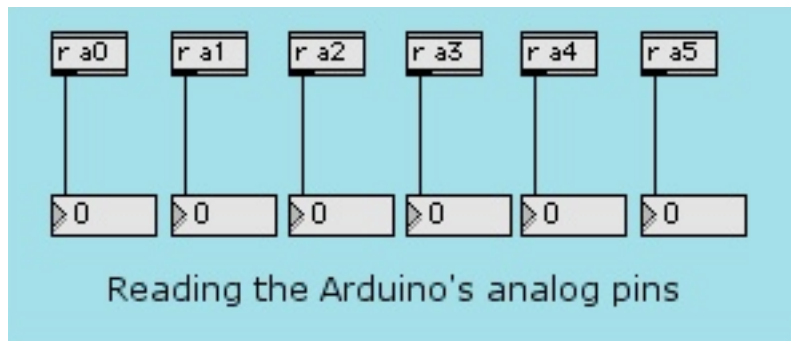 r a0 r a1 r a2 r a3 r a4 r a5
0 0 0 0 0 0
Reading the Arduino's analog pins